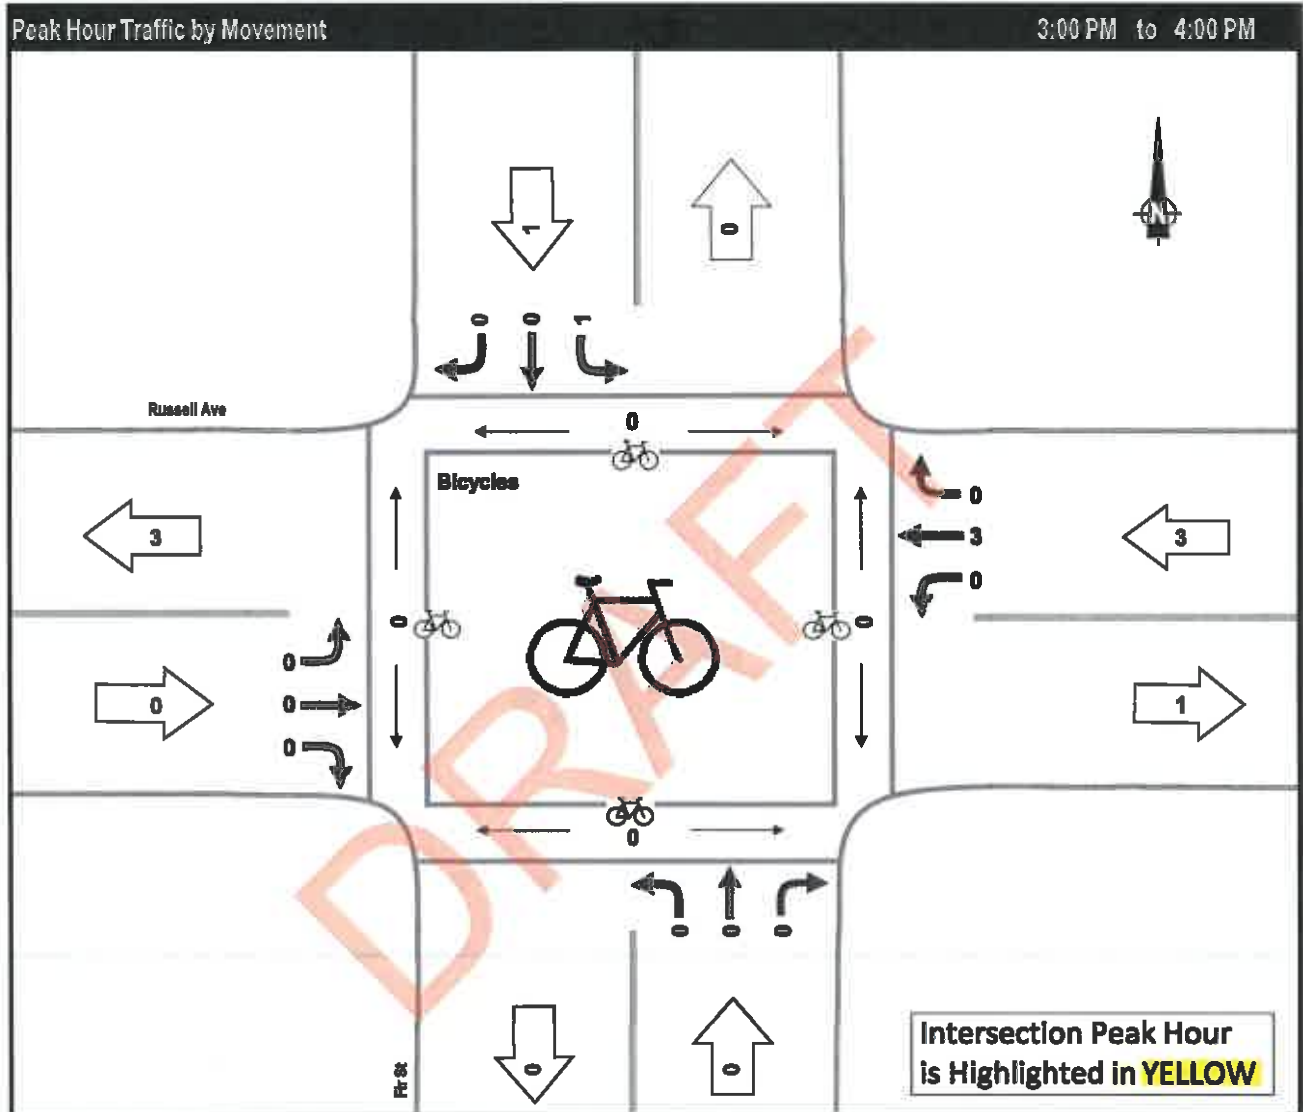 Peak Hour Traffic by Movement 3:00 PM to 4:00 PM
N
1 0
0 0 1
Russell Ave
0
Bicycles
0
3 3 3
0
0 0
0
0 0 1
0
0
0 0 0
DRAFT
Intersection Peak Hour
is Highlighted in YELLOW
Fir St
0 0